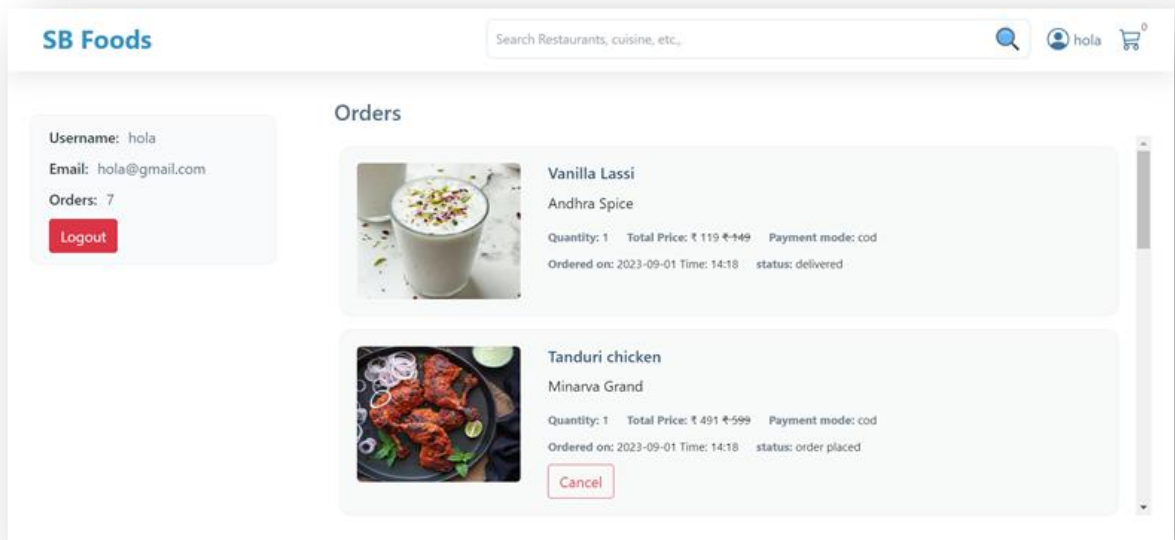 SB Foods
Search Restaurants, cuisine, etc.,
hola
0
Username: hola
Email: hola@gmail.com
Orders: 7
Logout
Orders
Vanilla Lassi
Andhra Spice
Quantity: 1 Total Price: ₹ 119 ₹ 149 Payment mode: cod
Ordered on: 2023-09-01 Time: 14:18 status: delivered
Tanduri chicken
Minarva Grand
Quantity: 1 Total Price: ₹ 491 ₹ 599 Payment mode: cod
Ordered on: 2023-09-01 Time: 14:18 status: order placed
Cancel